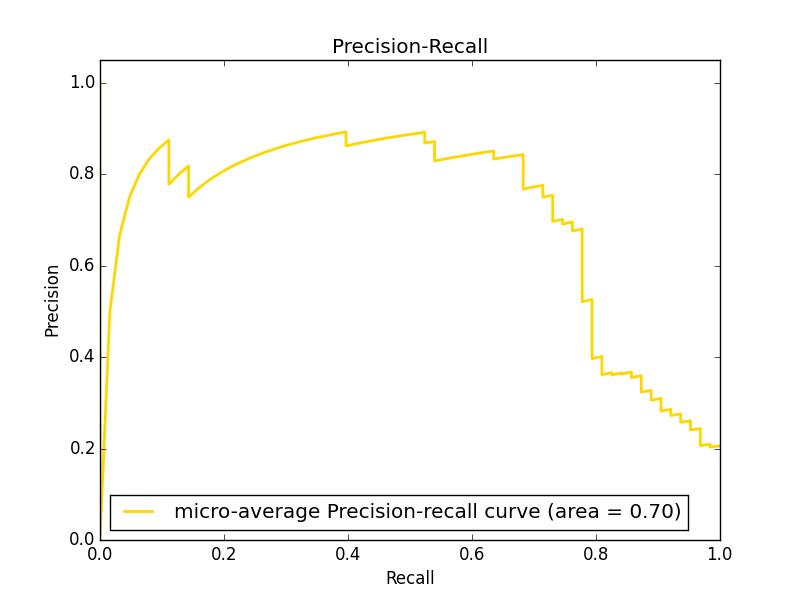 Precision-Recall
1.0
0.8
0.6
0.4
0.2
0.0
Precision
micro-average Precision-recall curve (area = 0.70)
0.0 0.2 0.4 0.6 0.8 1.0
Recall